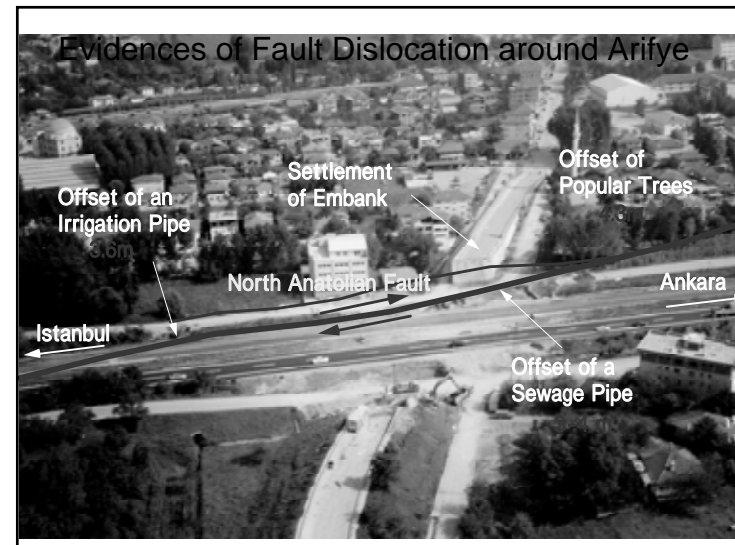 Evidences of Fault Dislocation around Arifye
Settlement
of Embank
Offset of
Popular Trees
Offset of an
Irrigation Pipe
3.6m
North Anatolian Fault
Ankara
Istanbul
Offset of a
Sewage Pipe